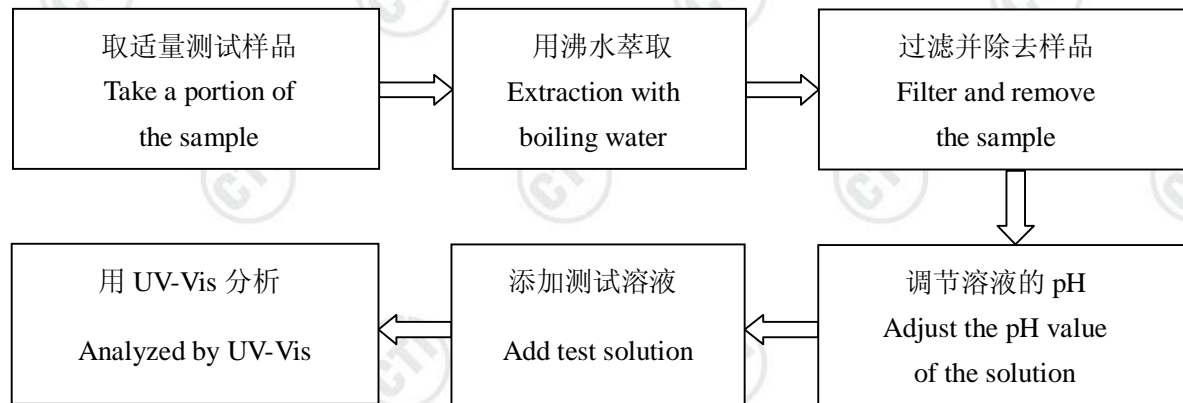 取适量测试样品
Take a portion of
the sample
用沸水萃取
Extraction with
boiling water
过滤并除去样品
Filter and remove
the sample
调节溶液的 pH
Adjust the pH value
of the solution
添加测试溶液
Add test solution
用 UV-Vis 分析
Analyzed by UV-Vis